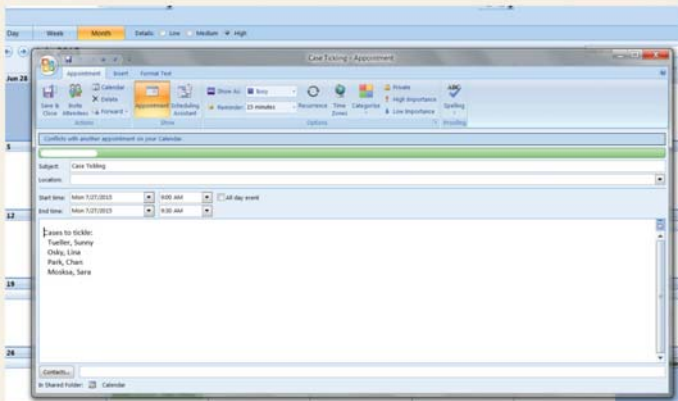 Day Week Month Details: Low Medium High
Case Tickling - Appointment
Appointment Insert Format Text
Jun 28
Save & Close
Invite Attendees
Calendar
Delete
Forward
Actions
Appointment
Scheduling Assistant
Show
Show As: Busy
Reminder: 15 minutes
Recurrence
Time Zones
Categorize
Private
High Importance
Low Importance
Options
ABC
Spelling
Proofing
Conflicts with another appointment on your Calendar.
5
Subject: Case Tickling
Location:
Start time: Mon 7/27/2015 9:00 AM All day event
End time: Mon 7/27/2015 9:30 AM
12
Cases to tickle:
Tueller, Sunny
Osky, Lina
Park, Chan
Mouksa, Sara
19
26
Contacts...
In Shared Folder: Calendar